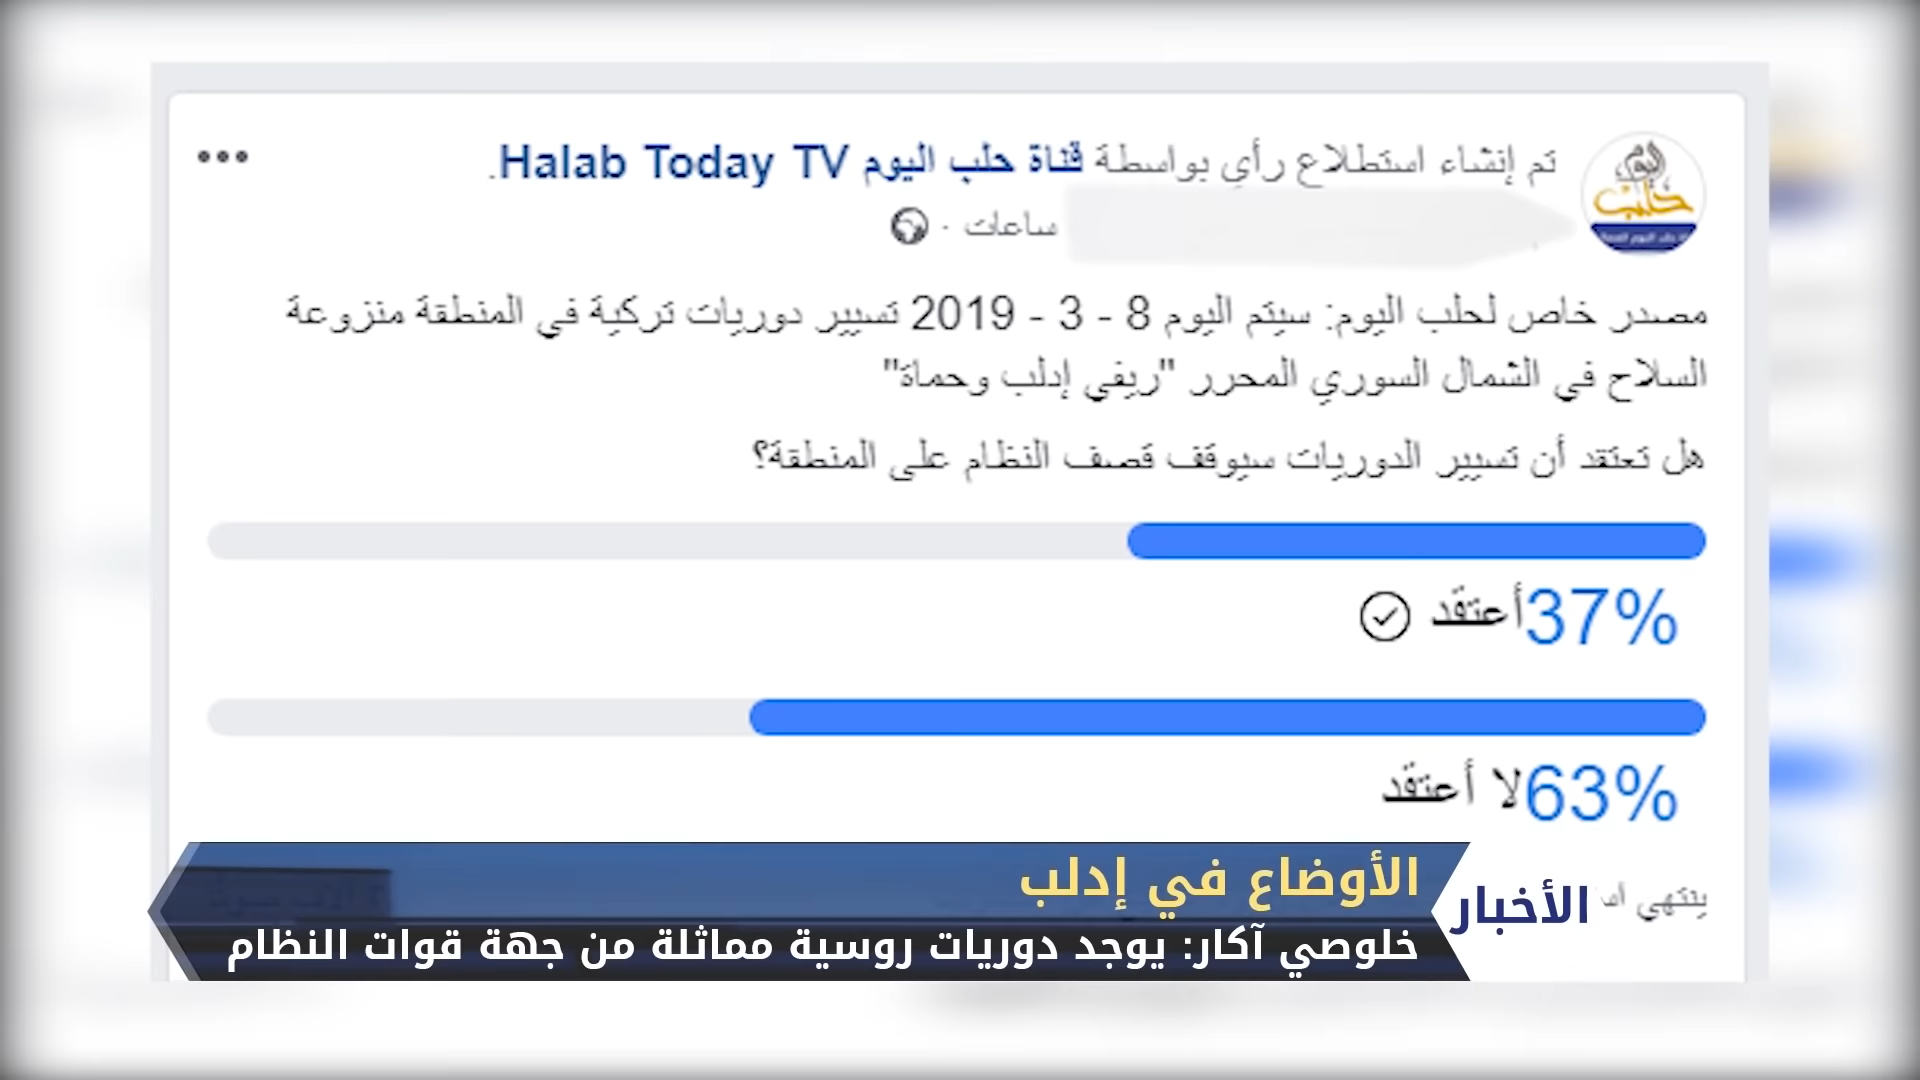 تم إنشاء استطلاع رأي بواسطة قناة حلب اليوم Halab Today TV.
ساعات ·
مصدر خاص لحلب اليوم: سيتم اليوم 8 - 3 - 2019 تسيير دوريات تركية في المنطقة منزوعة
السلاح في الشمال السوري المحرر "ريفي إدلب وحماة"
هل تعتقد أن تسيير الدوريات سيوقف قصف النظام على المنطقة؟
37% أعتقد
63% لا أعتقد
ينتهي
الأخبار
الأوضاع في إدلب
خلوصي آكار: يوجد دوريات روسية مماثلة من جهة قوات النظام